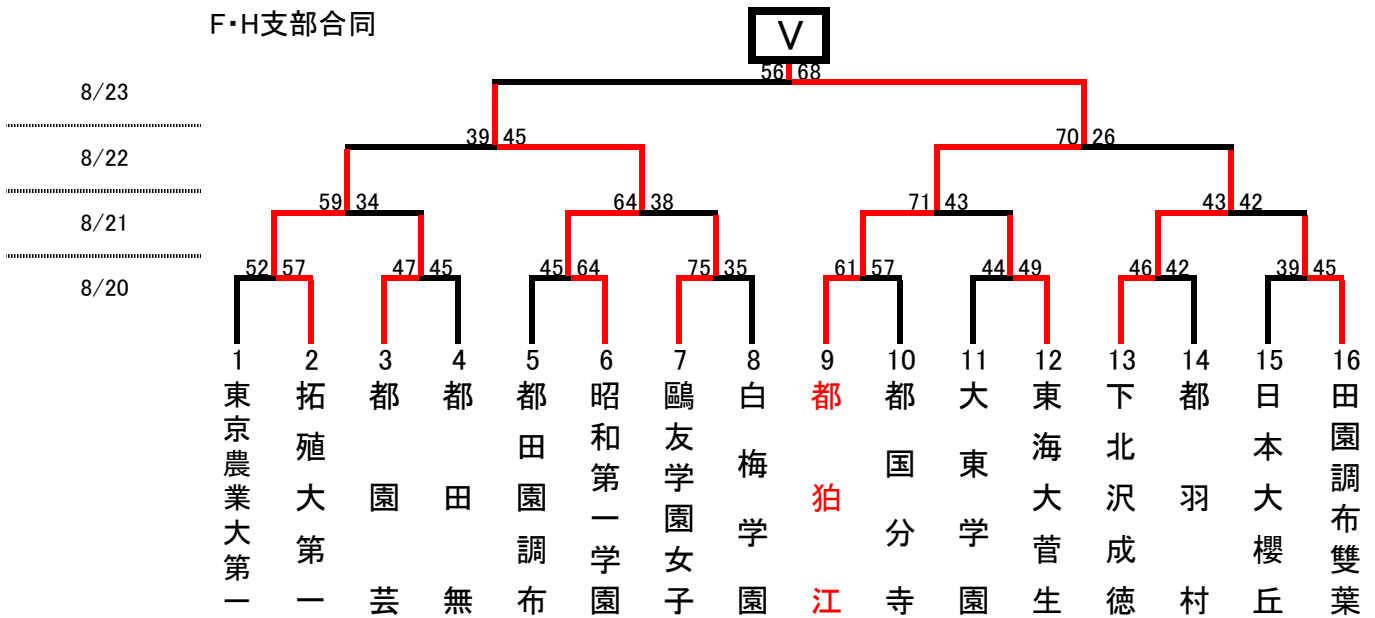 F・H支部合同
V
56 68
8/23
39 45
70 26
8/22
59 34
64 38
71 43
43 42
8/21
52 57
47 45
45 64
75 35
61 57
44 49
46 42
39 45
8/20
1 2 3 4 5 6 7 8 9 10 11 12 13 14 15 16
東京農業大第一
拓殖大第一
都園芸
都田無
都田園調布
昭和第一学園
鷗友学園女子
白梅学園
都狛江
都国分寺
大東学園
東海大菅生
下北沢成徳
都羽村
日本大櫻丘
田園調布雙葉